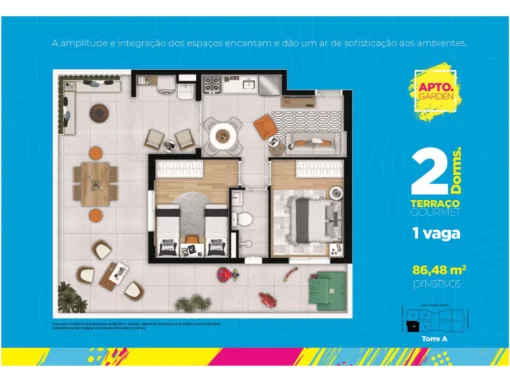 A amplitude e integração dos espaços encantam e dão um ar de sofisticação aos ambientes.
APTO.
GARDEN
2
Dorms.
TERRAÇO
GOURMET
1 vaga
86,48 m²
privativos
Torre A